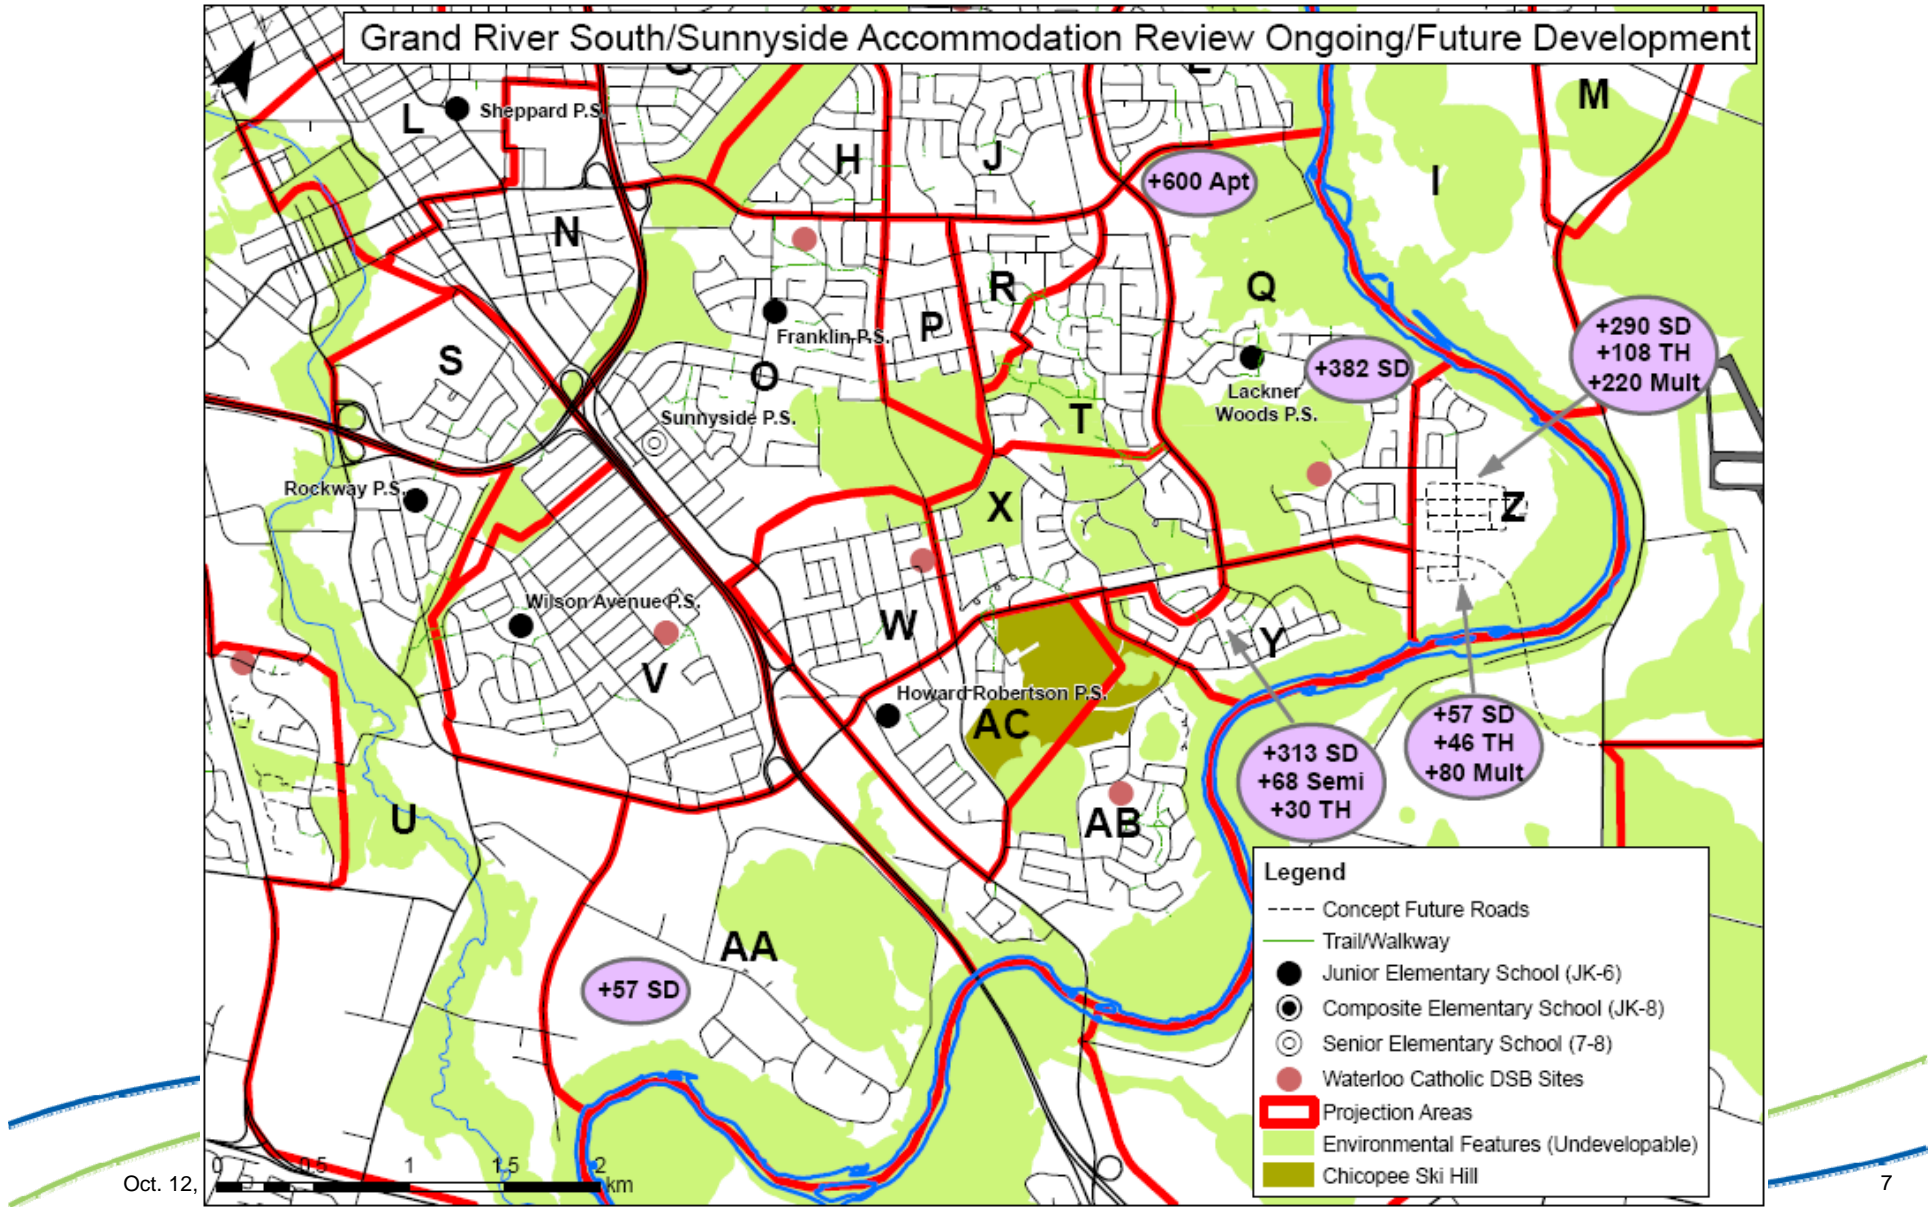 Grand River South/Sunnyside Accommodation Review Ongoing/Future Development
M
L
Sheppard P.S.
H
J
I
+600 Apt
N
Q
R
P
Franklin P.S.
+290 SD
+108 TH
+220 Mult
S
O
+382 SD
Lackner
Woods P.S.
Sunnyside P.S.
T
Rockway P.S.
X
Z
Wilson Avenue P.S.
W
Y
V
Howard Robertson P.S.
AC
+57 SD
+46 TH
+80 Mult
+313 SD
+68 Semi
+30 TH
U
AB
AA
+57 SD
Legend
Concept Future Roads
Trail/Walkway
Junior Elementary School (JK-6)
Composite Elementary School (JK-8)
Senior Elementary School (7-8)
Waterloo Catholic DSB Sites
Projection Areas
Environmental Features (Undevelopable)
Chicopee Ski Hill
0 0.5 1 1.5 2
km
Oct. 12,
7